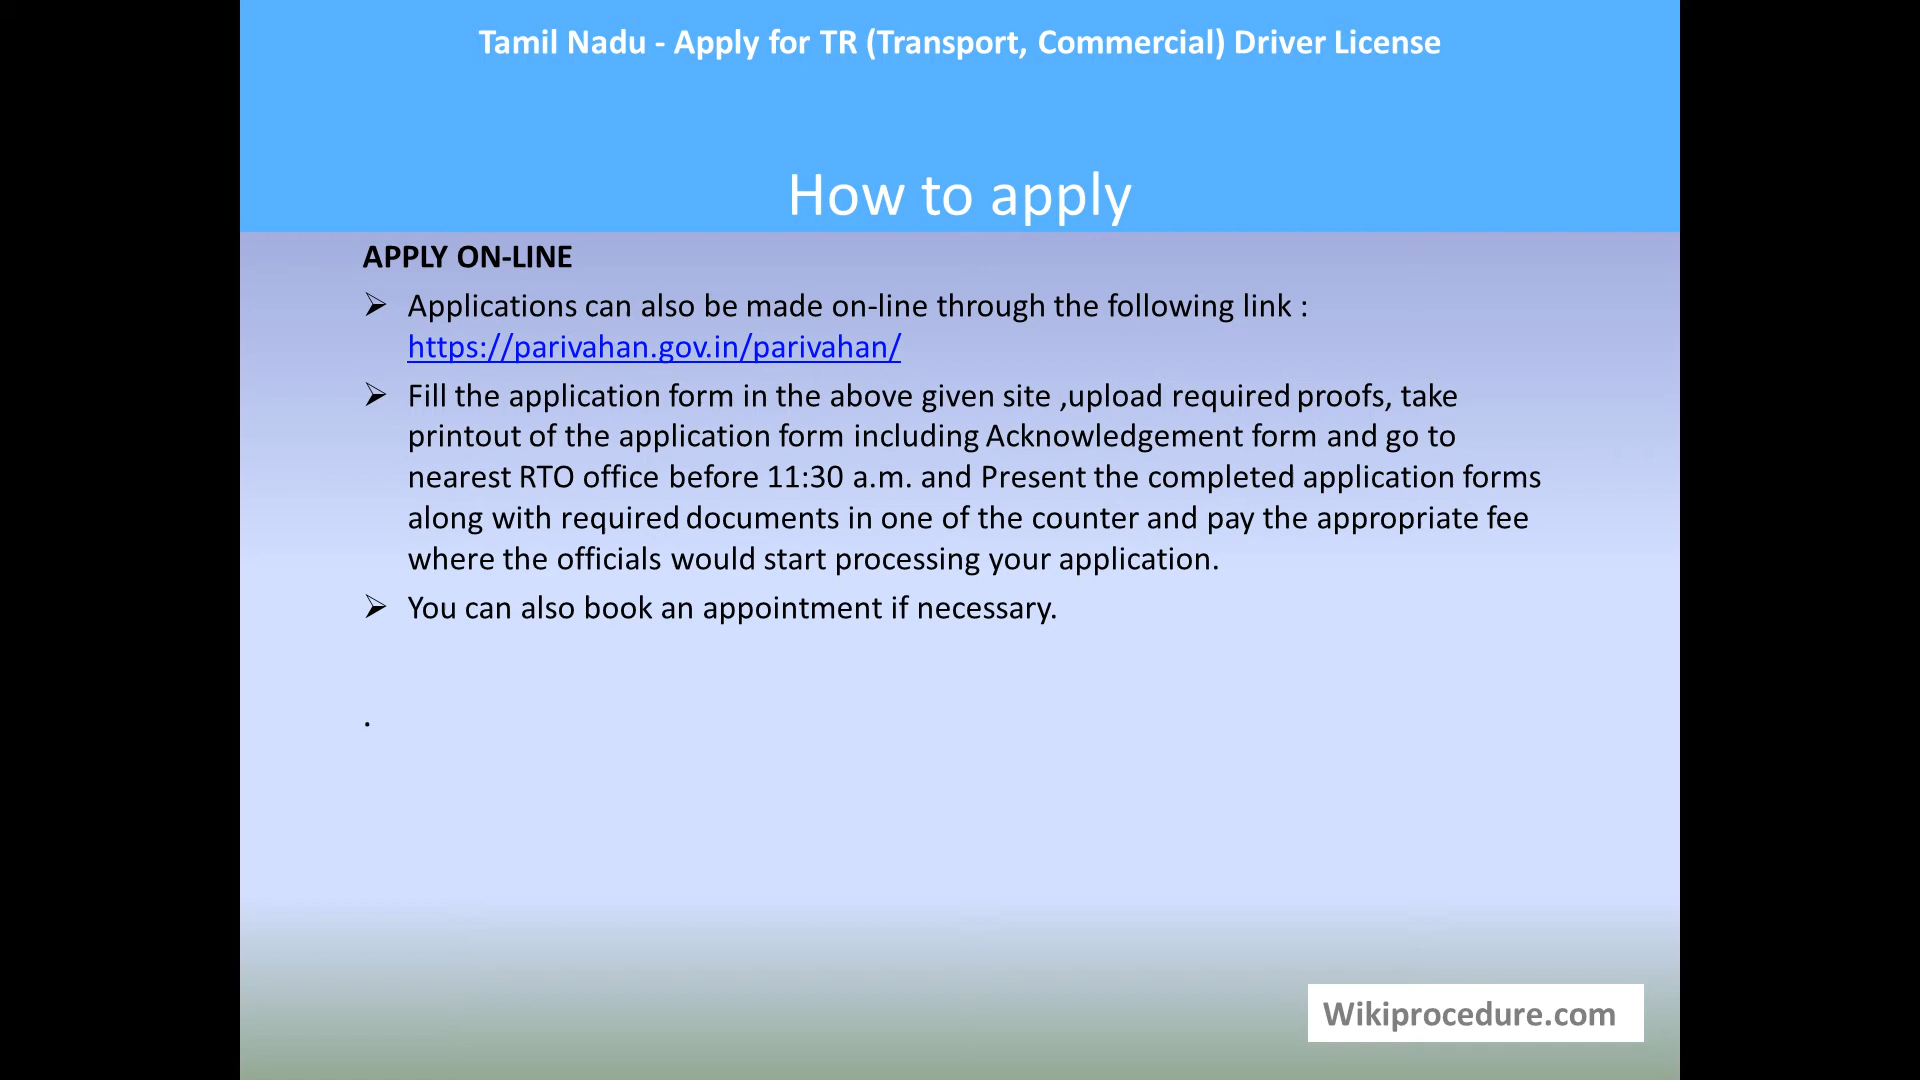 Tamil Nadu - Apply for TR (Transport, Commercial) Driver License
How to apply
APPLY ON-LINE
➢ Applications can also be made on-line through the following link :
https://parivahan.gov.in/parivahan/
➢ Fill the application form in the above given site ,upload required proofs, take
printout of the application form including Acknowledgement form and go to
nearest RTO office before 11:30 a.m. and Present the completed application forms
along with required documents in one of the counter and pay the appropriate fee
where the officials would start processing your application.
➢ You can also book an appointment if necessary.
.
Wikiprocedure.com